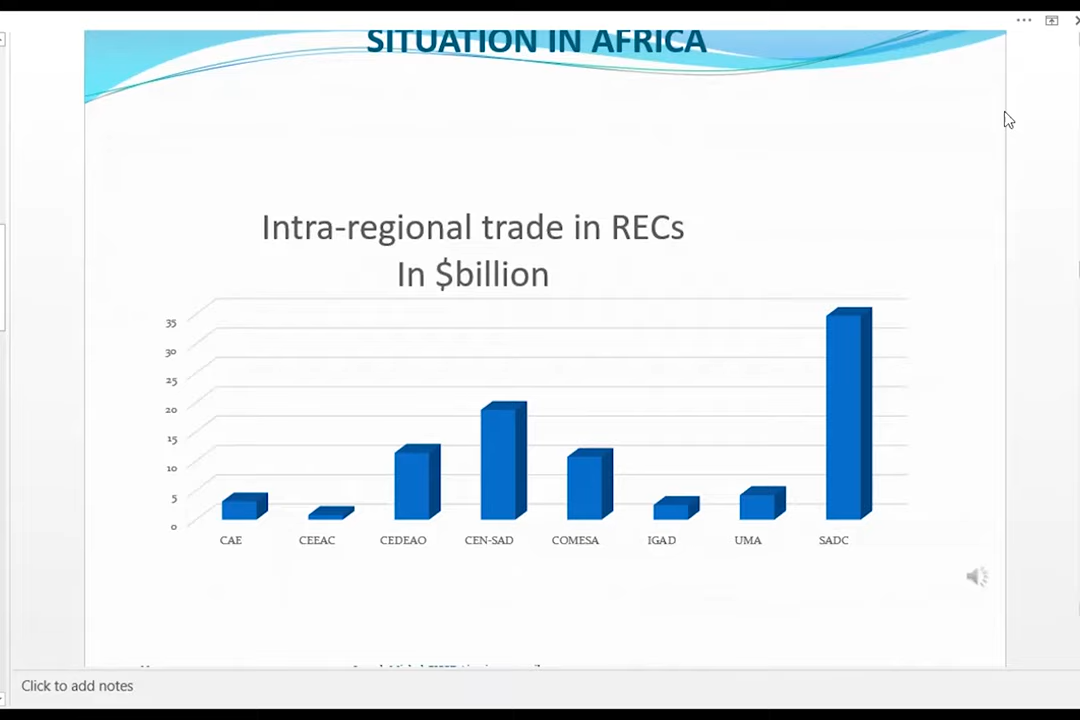 SITUATION IN AFRICA
Intra-regional trade in RECs
In $billion
35
30
25
20
15
10
5
0
CAE CEEAC CEDEAO CEN-SAD COMESA IGAD UMA SADC
Click to add notes